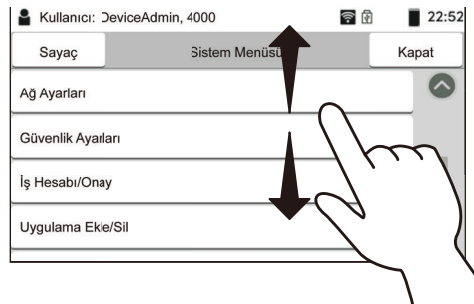 Kullanıcı: DeviceAdmin, 4000 22:52
Sayaç Sistem Menüsü Kapat
Ağ Ayarları
Güvenlik Ayarları
İş Hesabı/Onay
Uygulama Ekle/Sil